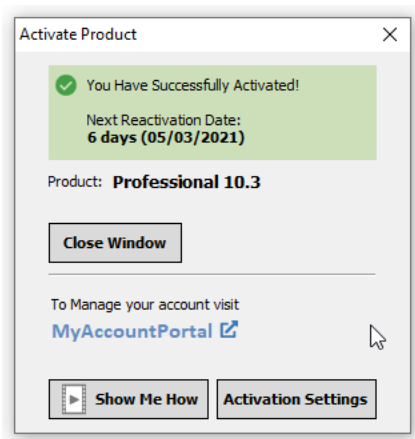 Activate Product
You Have Successfully Activated!
Next Reactivation Date:
6 days (05/03/2021)
Product: Professional 10.3
Close Window
To Manage your account visit
MyAccountPortal
Show Me How
Activation Settings